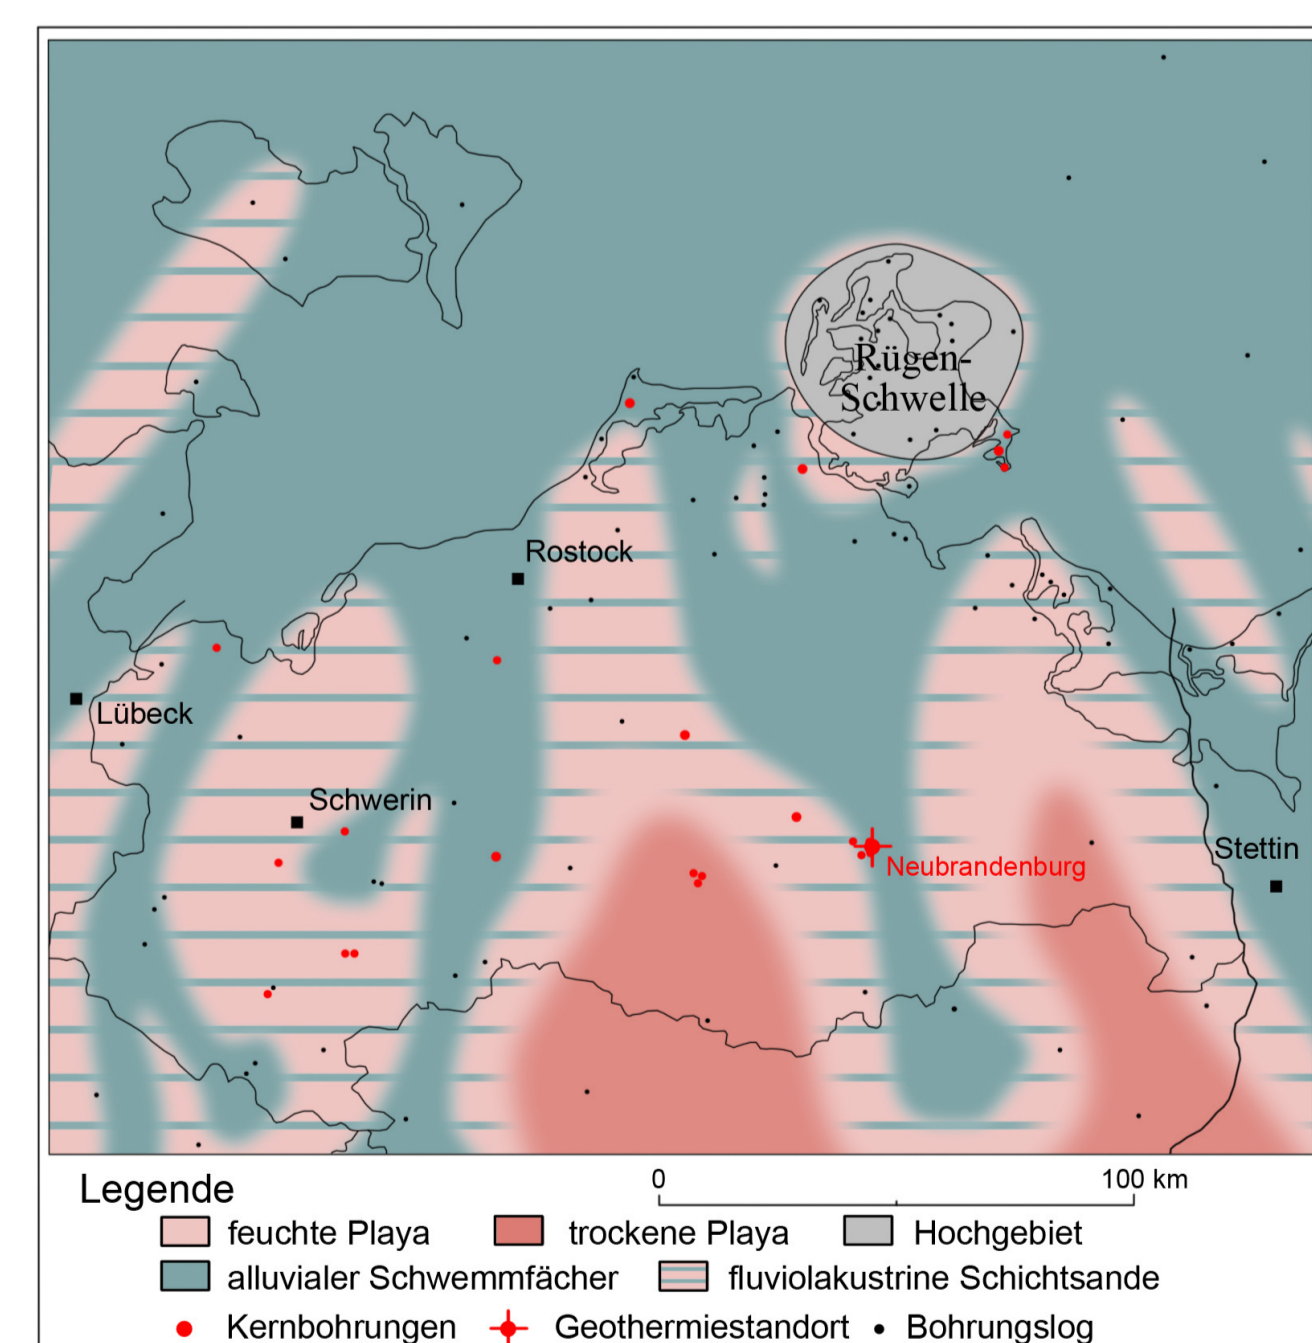 Rügen-
Schwelle
Rostock
Lübeck
Schwerin
Stettin
Neubrandenburg
Legende
0 100 km
feuchte Playa trockene Playa Hochgebiet
alluvialer Schwemmfächer fluviolakustrine Schichtsande
Kernbohrungen Geothermiestandort Bohrungslog